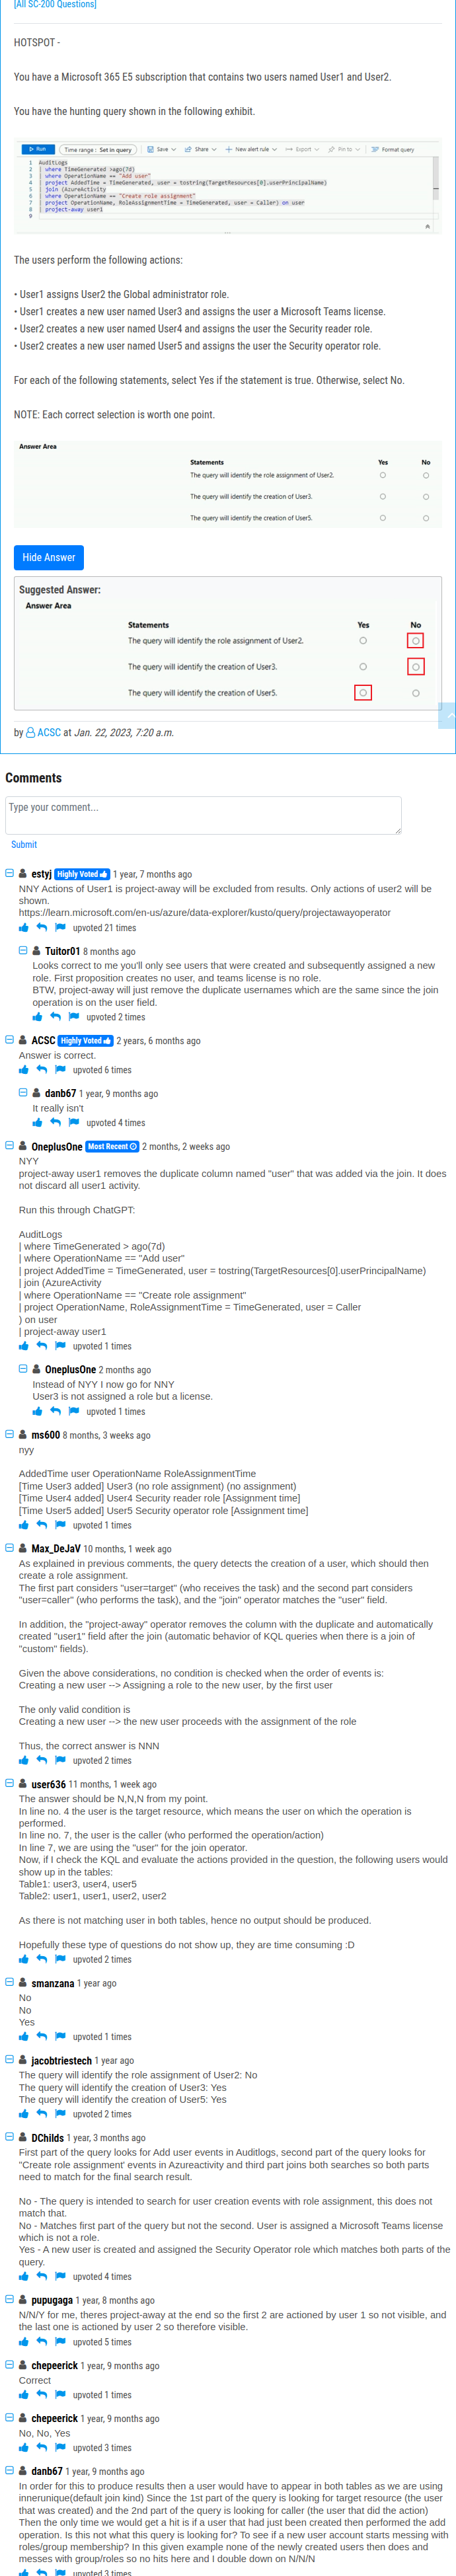 [All SC-200 Questions]
HOTSPOT -
You have a Microsoft 365 E5 subscription that contains two users named User1 and User2.
You have the hunting query shown in the following exhibit.
Run
Time range : Set in query
Save
Share
New alert rule
Export
Pin to
Format query
1 AuditLogs
2 | where TimeGenerated >ago(7d)
3 | where OperationName == "Add user"
4 | project AddedTime = TimeGenerated, user = tostring(TargetResources[0].userPrincipalName)
5 | join (AzureActivity
6 | where OperationName == "Create role assignment"
7 | project OperationName, RoleAssignmentTime = TimeGenerated, user = Caller) on user
8 | project-away user1
9
The users perform the following actions:
• User1 assigns User2 the Global administrator role.
• User1 creates a new user named User3 and assigns the user a Microsoft Teams license.
• User2 creates a new user named User4 and assigns the user the Security reader role.
• User2 creates a new user named User5 and assigns the user the Security operator role.
For each of the following statements, select Yes if the statement is true. Otherwise, select No.
NOTE: Each correct selection is worth one point.
Answer Area
Statements Yes No
The query will identify the role assignment of User2.
The query will identify the creation of User3.
The query will identify the creation of User5.
Hide Answer
Suggested Answer:
Answer Area
Statements Yes No
The query will identify the role assignment of User2.
The query will identify the creation of User3.
The query will identify the creation of User5.
by ACSC at Jan. 22, 2023, 7:20 a.m.
Comments
Type your comment...
Submit
estyj Highly Voted 1 year, 7 months ago
NNY Actions of User1 is project-away will be excluded from results. Only actions of user2 will be
shown.
https://learn.microsoft.com/en-us/azure/data-explorer/kusto/query/projectawayoperator
upvoted 21 times
Tuitor01 8 months ago
Looks correct to me you'll only see users that were created and subsequently assigned a new
role. First proposition creates no user, and teams license is no role.
BTW, project-away will just remove the duplicate usernames which are the same since the join
operation is on the user field.
upvoted 2 times
ACSC Highly Voted 2 years, 6 months ago
Answer is correct.
upvoted 6 times
danb67 1 year, 9 months ago
It really isn't
upvoted 4 times
OneplusOne Most Recent 2 months, 2 weeks ago
NYY
project-away user1 removes the duplicate column named "user" that was added via the join. It does
not discard all user1 activity.
Run this through ChatGPT:
AuditLogs
| where TimeGenerated > ago(7d)
| where OperationName == "Add user"
| project AddedTime = TimeGenerated, user = tostring(TargetResources[0].userPrincipalName)
| join (AzureActivity
| where OperationName == "Create role assignment"
| project OperationName, RoleAssignmentTime = TimeGenerated, user = Caller
) on user
| project-away user1
upvoted 1 times
OneplusOne 2 months ago
Instead of NYY I now go for NNY
User3 is not assigned a role but a license.
upvoted 1 times
ms600 8 months, 3 weeks ago
nyy
AddedTime user OperationName RoleAssignmentTime
[Time User3 added] User3 (no role assignment) (no assignment)
[Time User4 added] User4 Security reader role [Assignment time]
[Time User5 added] User5 Security operator role [Assignment time]
upvoted 1 times
Max_DeJaV 10 months, 1 week ago
As explained in previous comments, the query detects the creation of a user, which should then
create a role assignment.
The first part considers "user=target" (who receives the task) and the second part considers
"user=caller" (who performs the task), and the "join" operator matches the "user" field.
In addition, the "project-away" operator removes the column with the duplicate and automatically
created "user1" field after the join (automatic behavior of KQL queries when there is a join of
"custom" fields).
Given the above considerations, no condition is checked when the order of events is:
Creating a new user --> Assigning a role to the new user, by the first user
The only valid condition is
Creating a new user --> the new user proceeds with the assignment of the role
Thus, the correct answer is NNN
upvoted 2 times
user636 11 months, 1 week ago
The answer should be N,N,N from my point.
In line no. 4 the user is the target resource, which means the user on which the operation is
performed.
In line no. 7, the user is the caller (who performed the operation/action)
In line 7, we are using the "user" for the join operator.
Now, if I check the KQL and evaluate the actions provided in the question, the following users would
show up in the tables:
Table1: user3, user4, user5
Table2: user1, user1, user2, user2
As there is not matching user in both tables, hence no output should be produced.
Hopefully these type of questions do not show up, they are time consuming :D
upvoted 2 times
smanzana 1 year ago
No
No
Yes
upvoted 1 times
jacobtriestech 1 year ago
The query will identify the role assignment of User2: No
The query will identify the creation of User3: Yes
The query will identify the creation of User5: Yes
upvoted 2 times
DChilds 1 year, 3 months ago
First part of the query looks for Add user events in Auditlogs, second part of the query looks for
"Create role assignment' events in Azureactivity and third part joins both searches so both parts
need to match for the final search result.
No - The query is intended to search for user creation events with role assignment, this does not
match that.
No - Matches first part of the query but not the second. User is assigned a Microsoft Teams license
which is not a role.
Yes - A new user is created and assigned the Security Operator role which matches both parts of the
query.
upvoted 4 times
pupugaga 1 year, 8 months ago
N/N/Y for me, theres project-away at the end so the first 2 are actioned by user 1 so not visible, and
the last one is actioned by user 2 so therefore visible.
upvoted 5 times
chepeerick 1 year, 9 months ago
Correct
upvoted 1 times
chepeerick 1 year, 9 months ago
No, No, Yes
upvoted 3 times
danb67 1 year, 9 months ago
In order for this to produce results then a user would have to appear in both tables as we are using
innerunique(default join kind) Since the 1st part of the query is looking for target resource (the user
that was created) and the 2nd part of the query is looking for caller (the user that did the action)
Then the only time we would get a hit is if a user that had just been created then performed the add
operation. Is this not what this query is looking for? To see if a new user account starts messing with
roles/group membership? In this given example none of the newly created users then does and
messes with group/roles so no hits here and I double down on N/N/N
upvoted 3 times